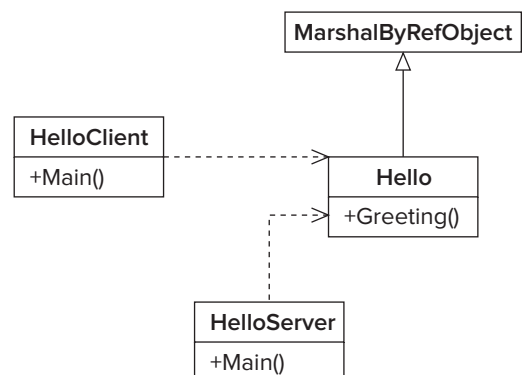 MarshalByRefObject
HelloClient
+Main()
Hello
+Greeting()
HelloServer
+Main()